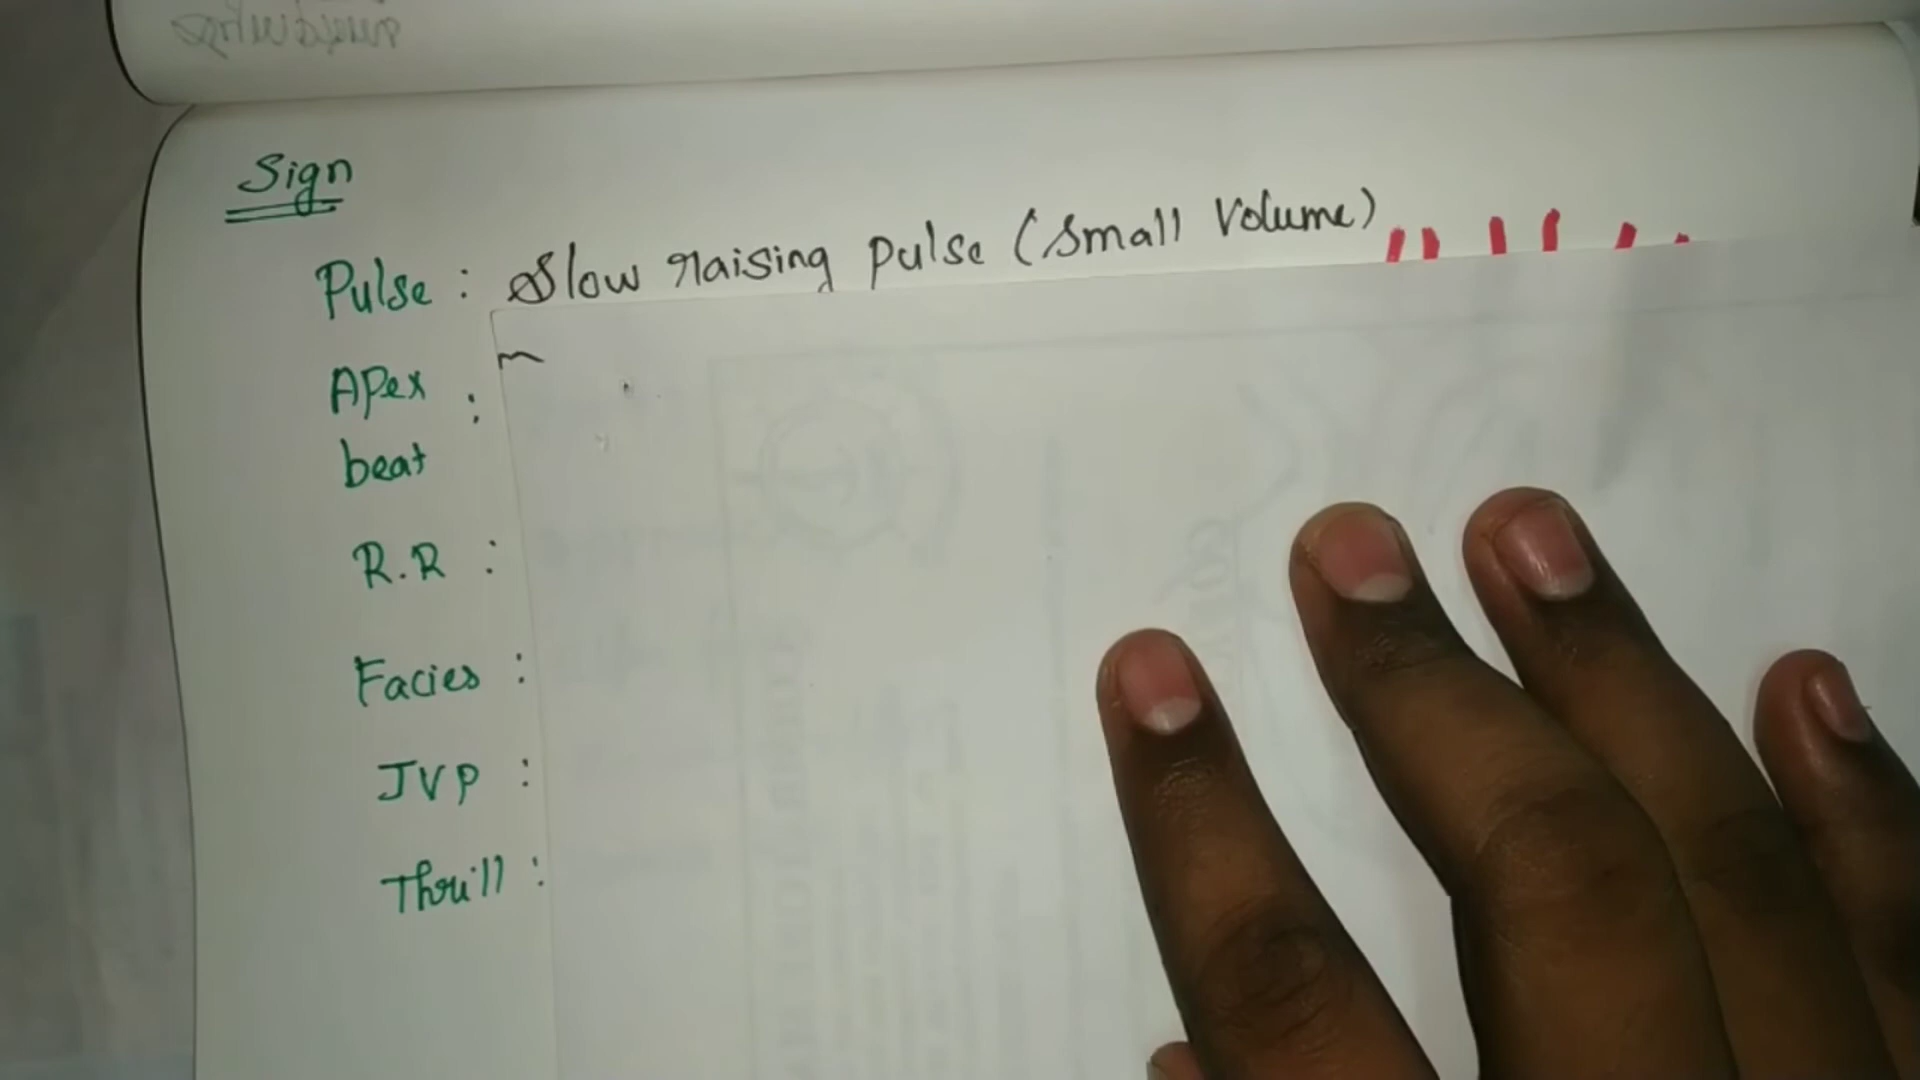 Sign
Pulse : Slow raising pulse (small volume)
Apex :
beat
R.R :
Facies :
JVP :
Thrill :